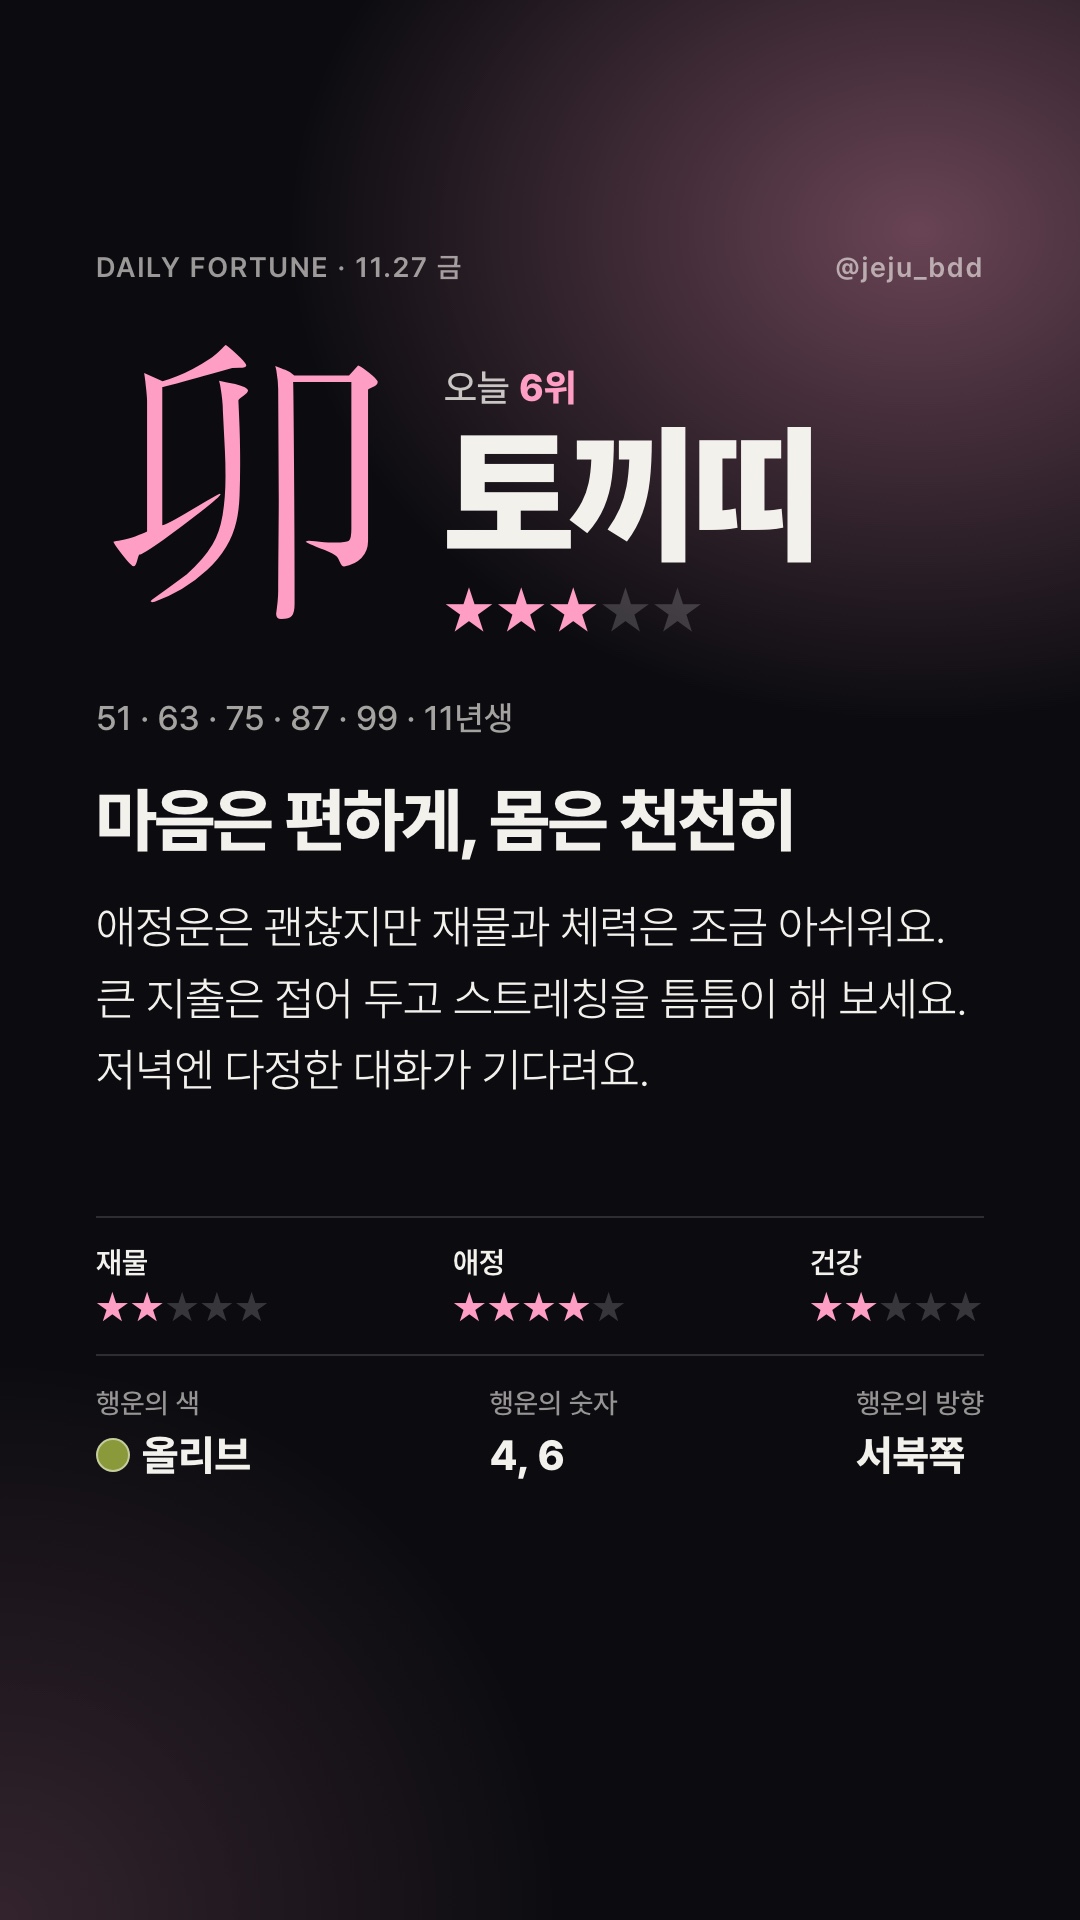 DAILY FORTUNE · 11.27 금
@jeju_bdd
卯
오늘 6위
토끼띠
★★★★★
51 · 63 · 75 · 87 · 99 · 11년생
마음은 편하게, 몸은 천천히
애정운은 괜찮지만 재물과 체력은 조금 아쉬워요.
큰 지출은 접어 두고 스트레칭을 틈틈이 해 보세요.
저녁엔 다정한 대화가 기다려요.
재물
★★★★★
애정
★★★★★
건강
★★★★★
행운의 색
올리브
행운의 숫자
4, 6
행운의 방향
서북쪽